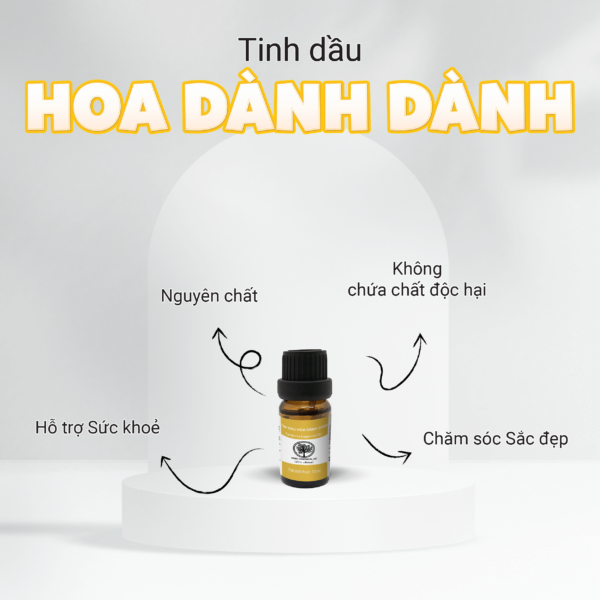 Tinh dầu
HOA DÀNH DÀNH
Không
chứa chất độc hại
Nguyên chất
Hỗ trợ Sức khoẻ
Chăm sóc Sắc đẹp